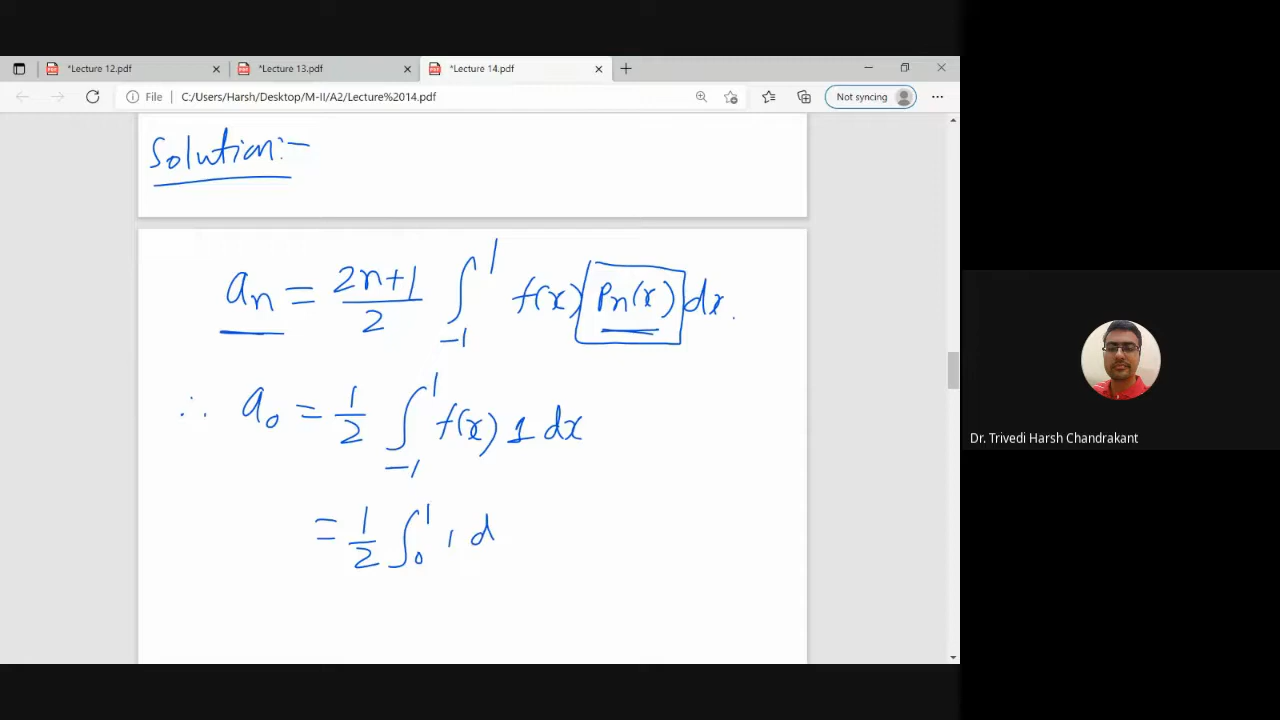 *Lecture 12.pdf
*Lecture 13.pdf
*Lecture 14.pdf
File C:/Users/Harsh/Desktop/M-II/A2/Lecture%2014.pdf
Not syncing
Solution:-
aₙ = (2n+1)/2 ∫₋₁¹ f(x) Pₙ(x) dx.
∴ a₀ = 1/2 ∫₋₁¹ f(x) 1 dx
= 1/2 ∫₀¹ 1 d
Dr. Trivedi Harsh Chandrakant